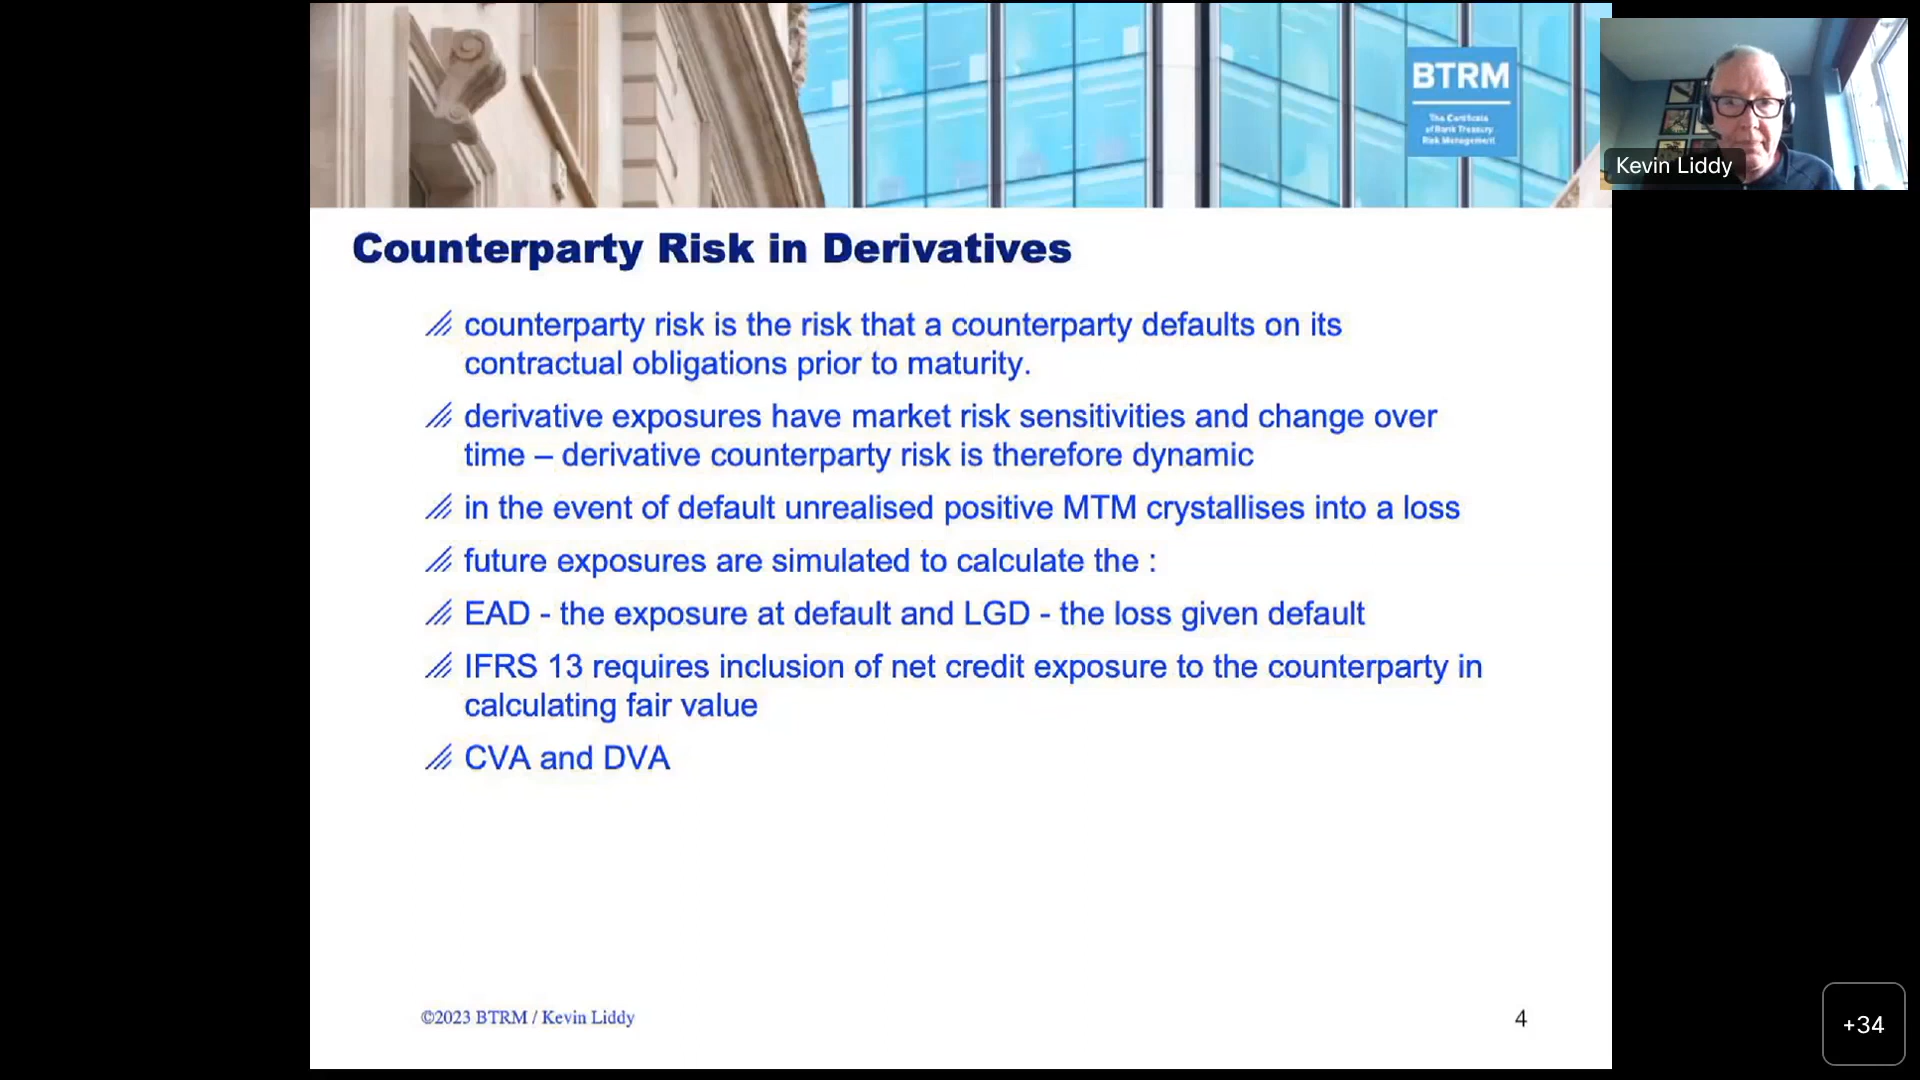 BTRM
The Certificate
of Bank Treasury
Risk Management
Kevin Liddy
Counterparty Risk in Derivatives
counterparty risk is the risk that a counterparty defaults on its
contractual obligations prior to maturity.
derivative exposures have market risk sensitivities and change over
time – derivative counterparty risk is therefore dynamic
in the event of default unrealised positive MTM crystallises into a loss
future exposures are simulated to calculate the :
EAD - the exposure at default and LGD - the loss given default
IFRS 13 requires inclusion of net credit exposure to the counterparty in
calculating fair value
CVA and DVA
©2023 BTRM / Kevin Liddy
4
+34